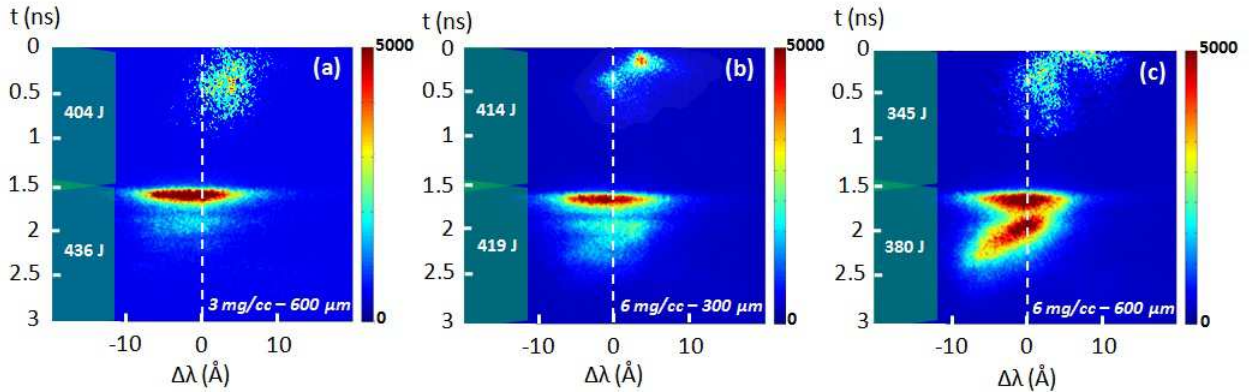 t (ns)
0
0.5
1
1.5
2
2.5
3
404 J
436 J
(a)
3 mg/cc – 600 µm
5000
0
-10
0
10
Δλ (Å)
t (ns)
0
0.5
1
1.5
2
2.5
3
414 J
419 J
(b)
6 mg/cc – 300 µm
5000
0
-10
0
10
Δλ (Å)
t (ns)
0
0.5
1
1.5
2
2.5
3
345 J
380 J
(c)
6 mg/cc – 600 µm
5000
0
-10
0
10
Δλ (Å)